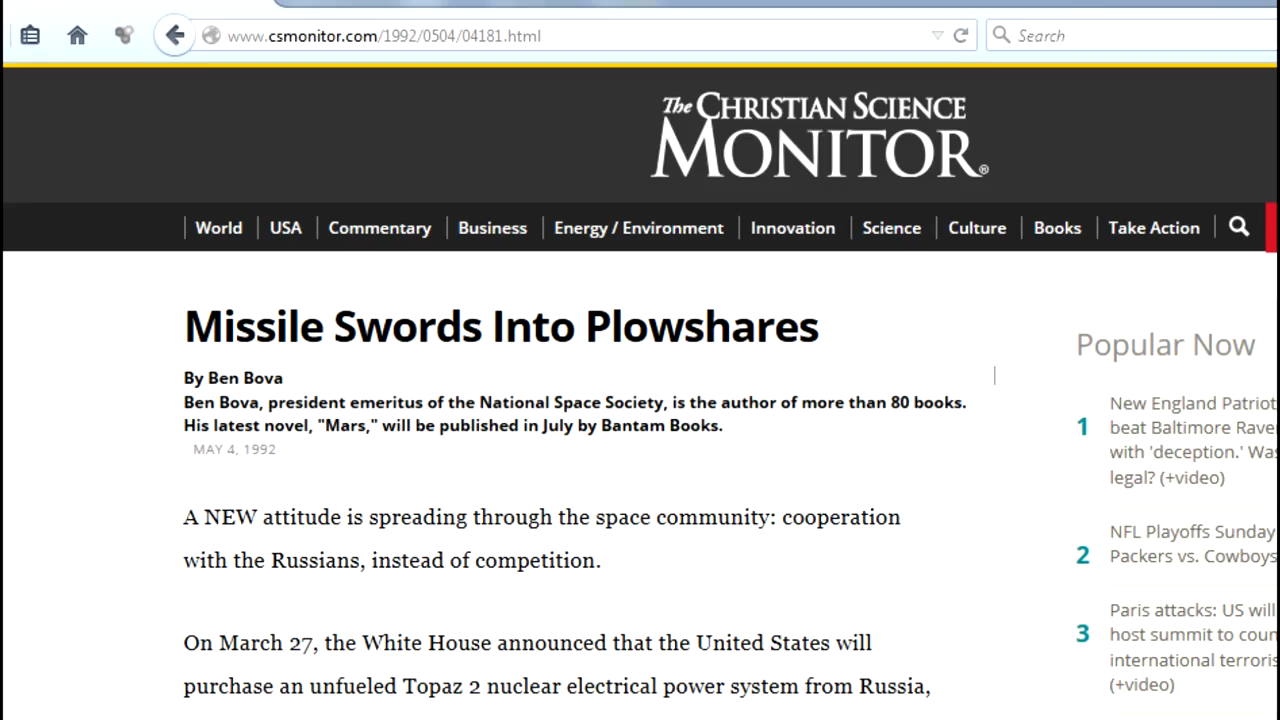 www.csmonitor.com/1992/0504/04181.html
Search
The CHRISTIAN SCIENCE
MONITOR®
World
USA
Commentary
Business
Energy / Environment
Innovation
Science
Culture
Books
Take Action
Missile Swords Into Plowshares
By Ben Bova
Ben Bova, president emeritus of the National Space Society, is the author of more than 80 books.
His latest novel, "Mars," will be published in July by Bantam Books.
MAY 4, 1992
A NEW attitude is spreading through the space community: cooperation
with the Russians, instead of competition.
On March 27, the White House announced that the United States will
purchase an unfueled Topaz 2 nuclear electrical power system from Russia,
Popular Now
1
New England Patriot
beat Baltimore Rave
with 'deception.' Was
legal? (+video)
2
NFL Playoffs Sunday
Packers vs. Cowboys
3
Paris attacks: US will
host summit to coun
international terroris
(+video)